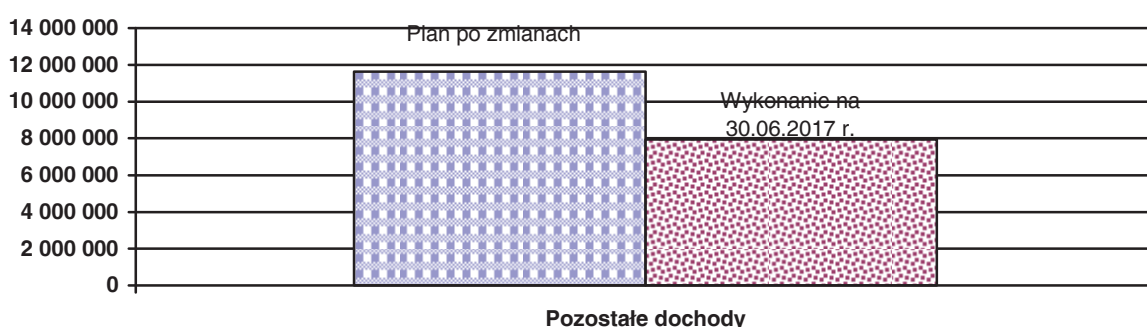 14 000 000
Plan po zmianach
12 000 000
10 000 000
Wykonanie na
30.06.2017 r.
8 000 000
6 000 000
4 000 000
2 000 000
0
Pozostałe dochody